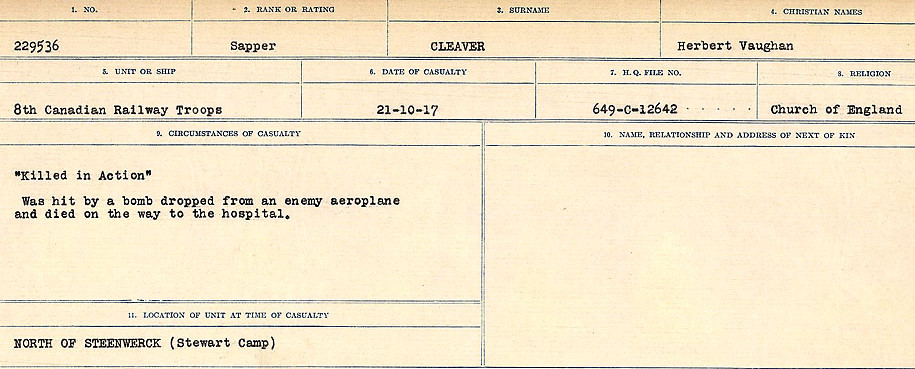 1. NO.
2. RANK OR RATING
3. SURNAME
4. CHRISTIAN NAMES
229536
Sapper
CLEAVER
Herbert Vaughan
5. UNIT OR SHIP
6. DATE OF CASUALTY
7. H.Q. FILE NO.
8. RELIGION
8th Canadian Railway Troops
21-10-17
649-C-12642
Church of England
9. CIRCUMSTANCES OF CASUALTY
10. NAME, RELATIONSHIP AND ADDRESS OF NEXT OF KIN
"Killed in Action"
Was hit by a bomb dropped from an enemy aeroplane
and died on the way to the hospital.
11. LOCATION OF UNIT AT TIME OF CASUALTY
NORTH OF STEENWERCK (Stewart Camp)